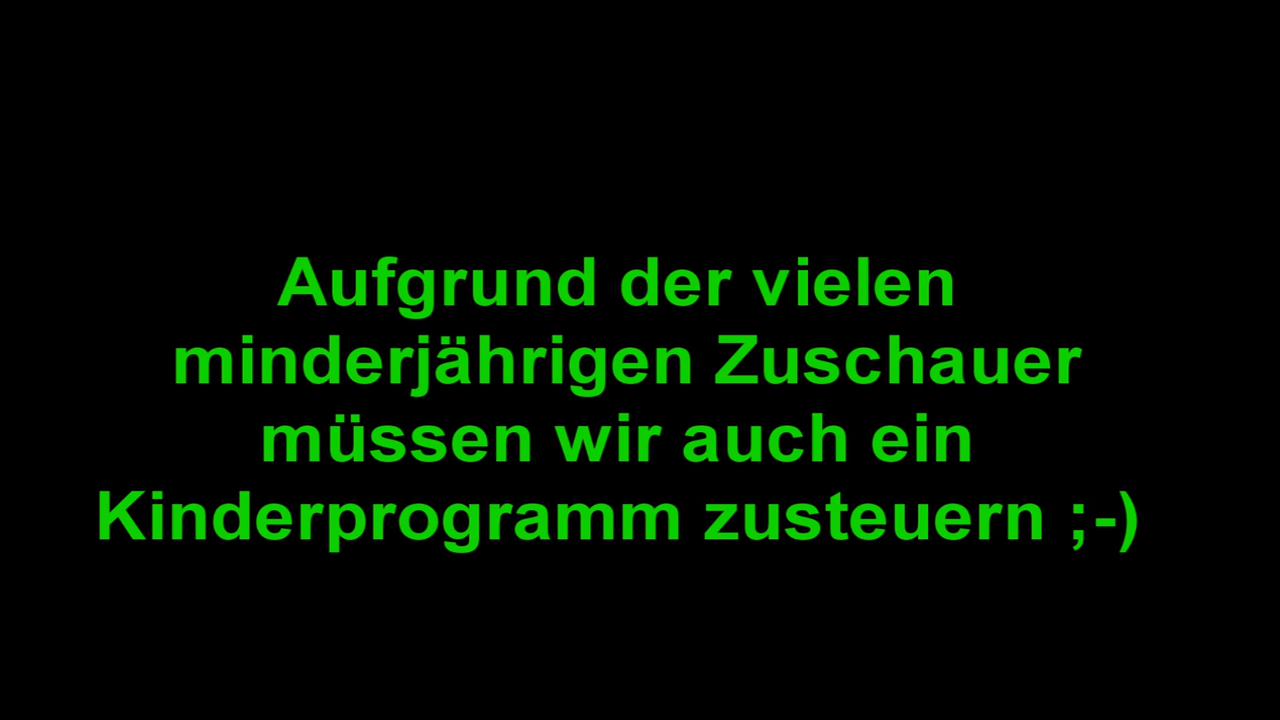 Aufgrund der vielen
minderjährigen Zuschauer
müssen wir auch ein
Kinderprogramm zusteuern ;-)